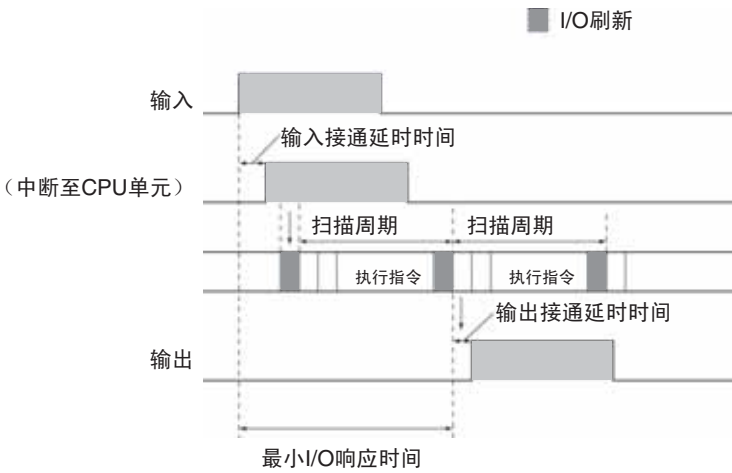 I/O刷新
输入
输入接通延时时间
（中断至CPU单元）
扫描周期 扫描周期
执行指令 执行指令
输出接通延时时间
输出
最小I/O响应时间